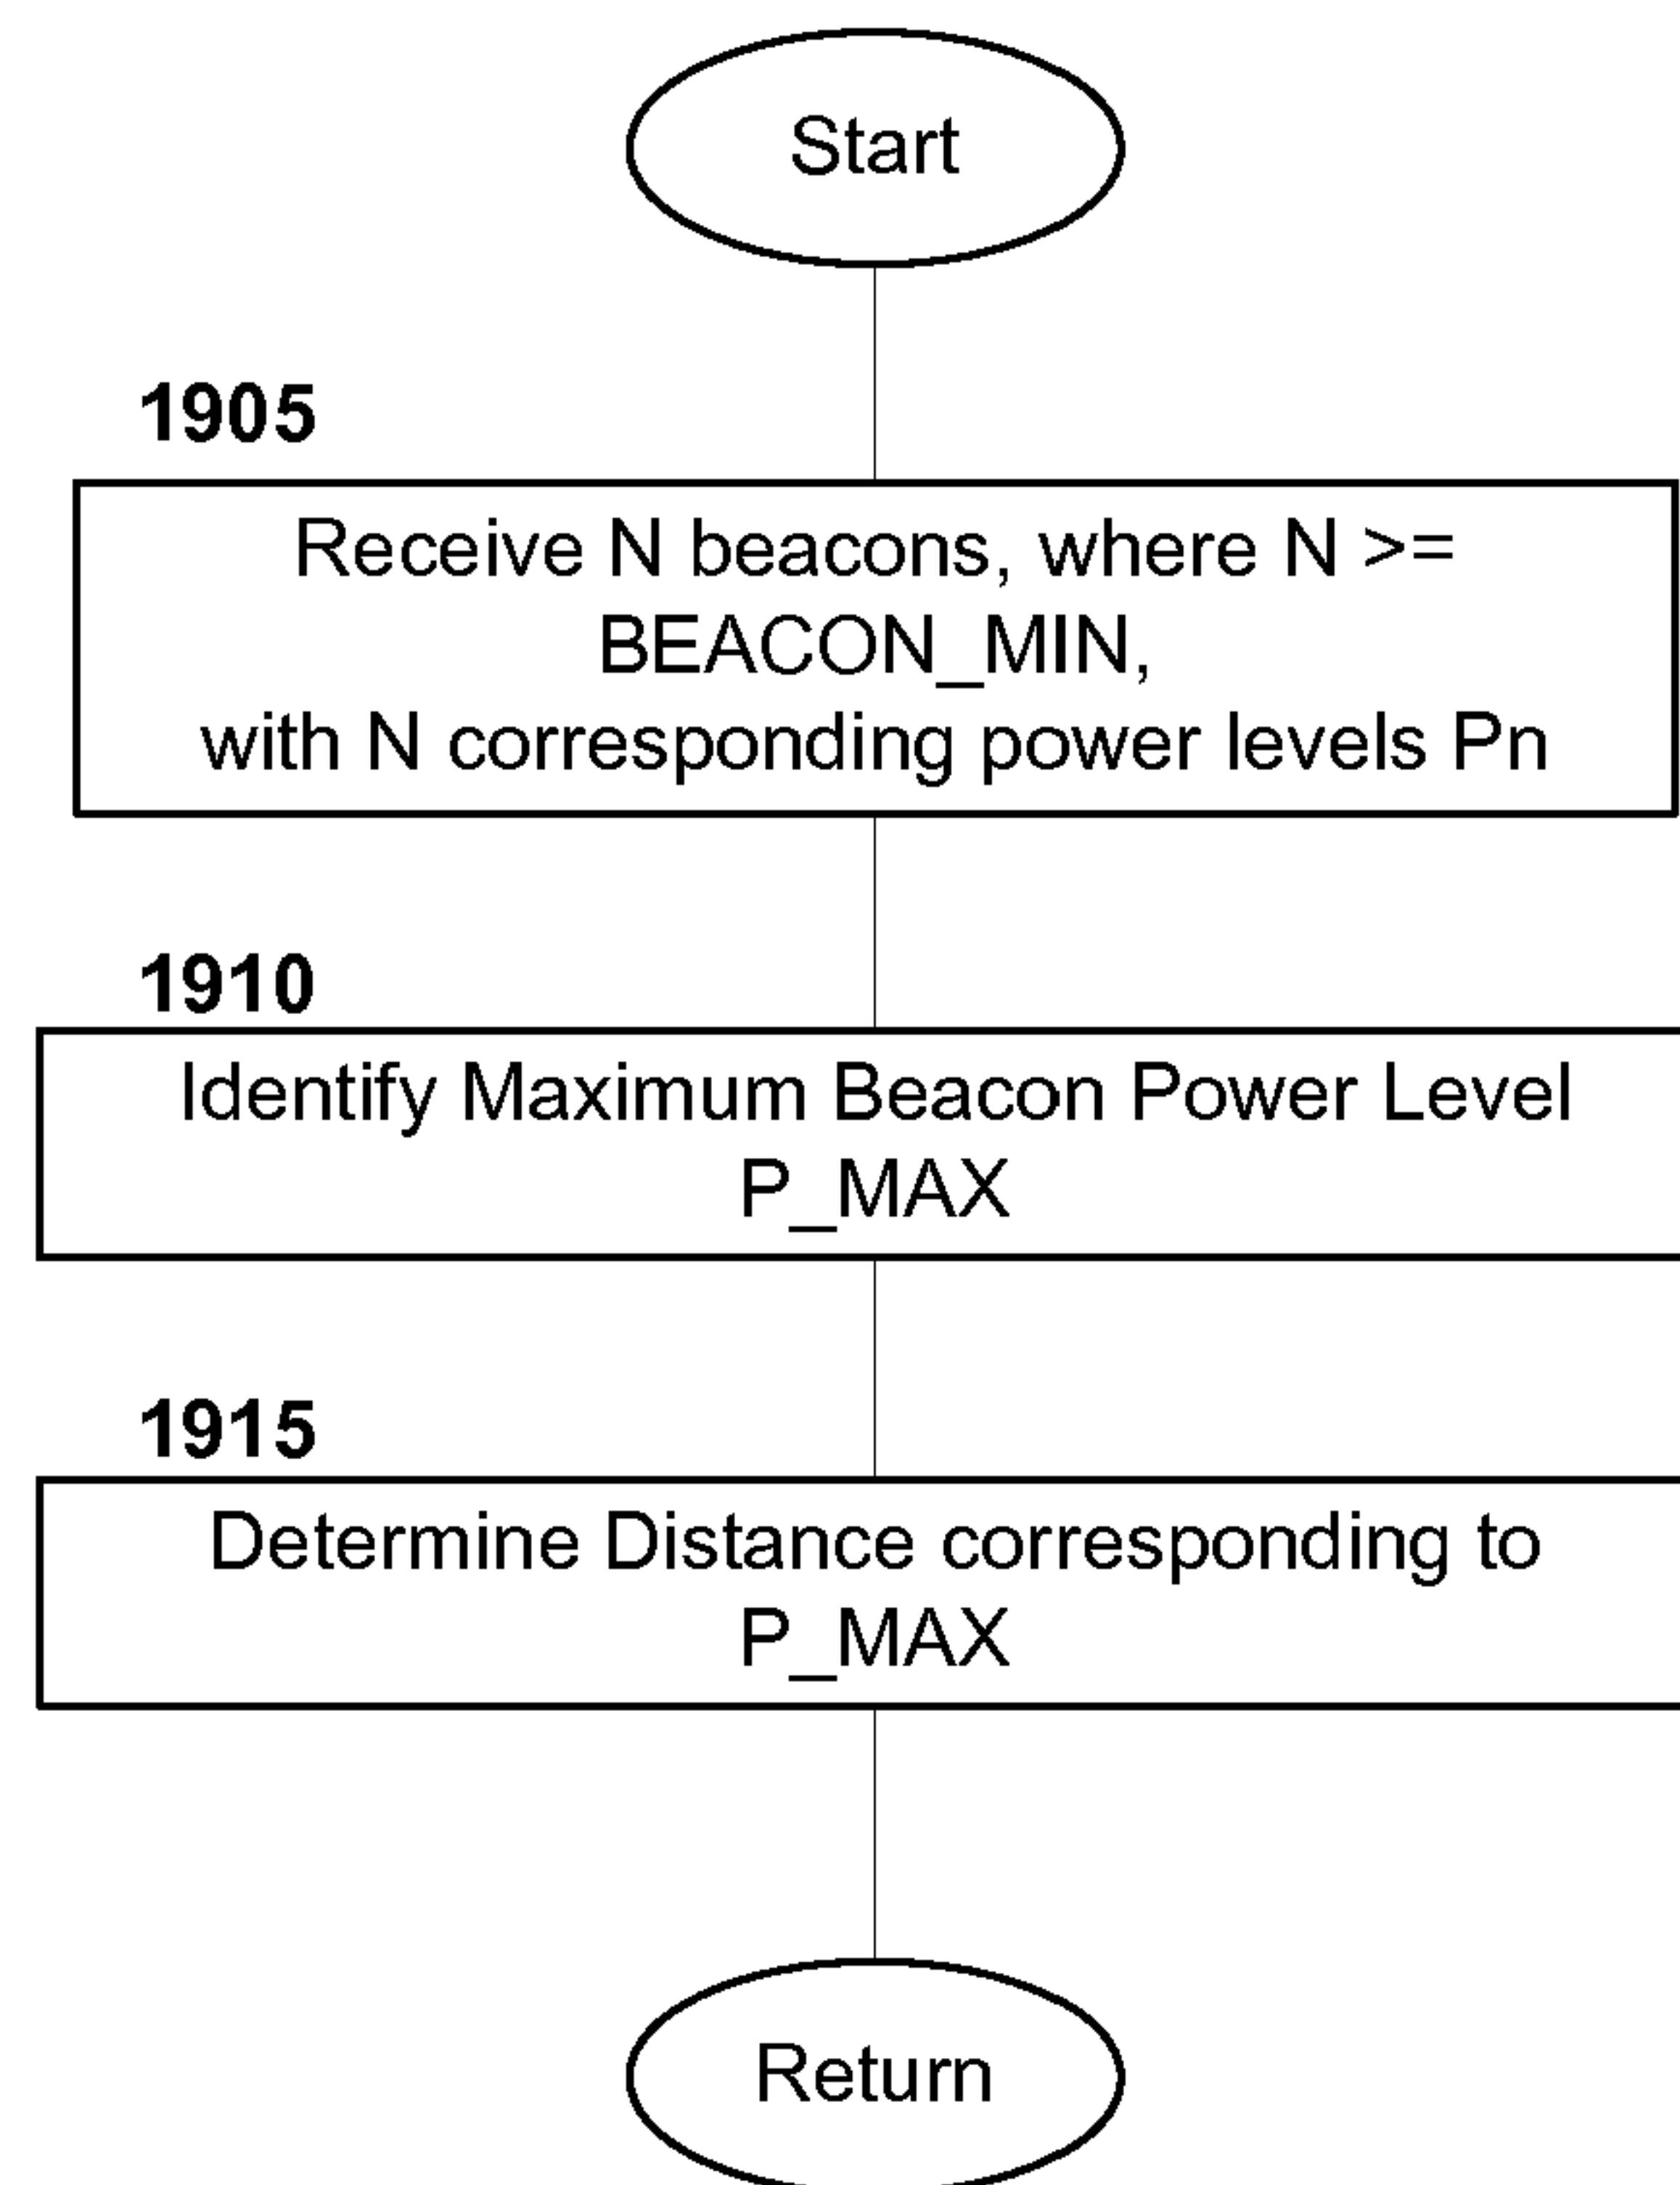 Start
1905
Receive N beacons, where N >=
BEACON_MIN,
with N corresponding power levels Pn
1910
Identify Maximum Beacon Power Level
P_MAX
1915
Determine Distance corresponding to
P_MAX
Return